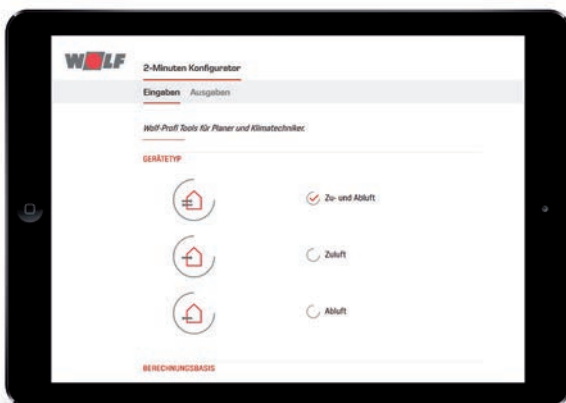 WOLF
2-Minuten Konfigurator
Eingaben Ausgaben
Wolf-Profi Tools für Planer und Klimatechniker.
GERÄTETYP
Zu- und Abluft
Zuluft
Abluft
BERECHNUNGSBASIS